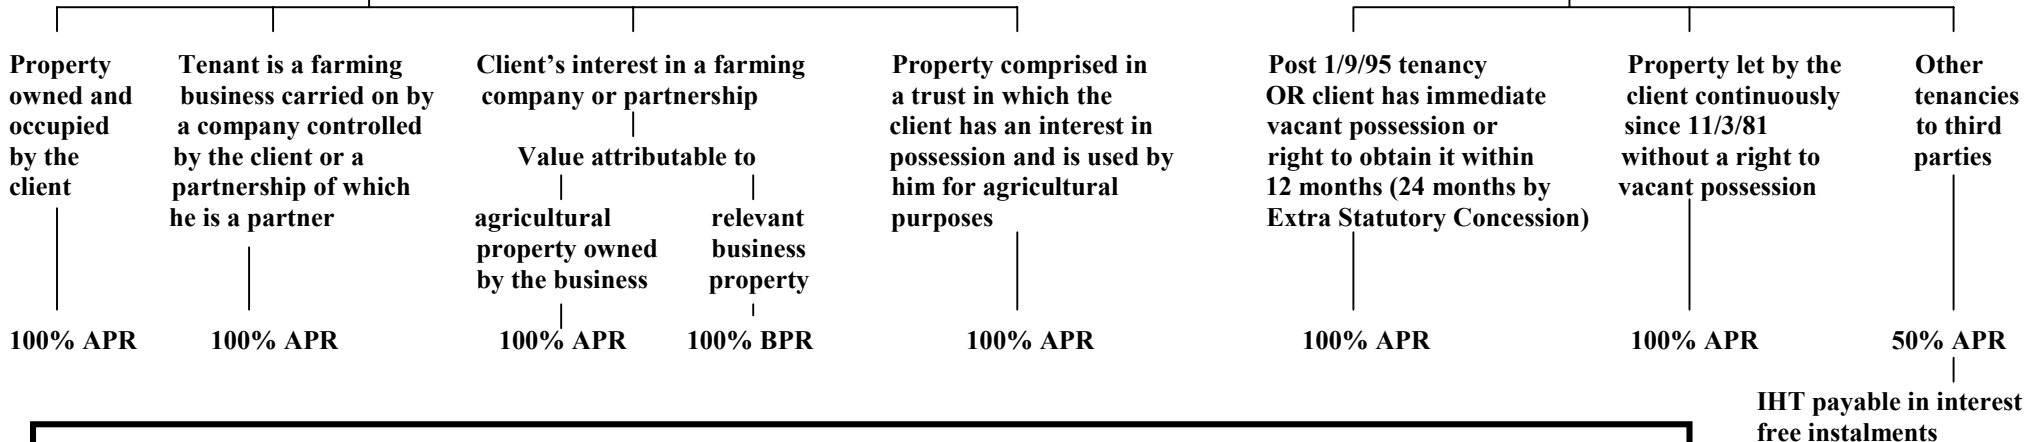 Property
owned and
occupied
by the
client
Tenant is a farming
business carried on by
a company controlled
by the client or a
partnership of which
he is a partner
Client’s interest in a farming
company or partnership
Value attributable to
agricultural
property owned
by the business
relevant
business
property
Property comprised in
a trust in which the
client has an interest in
possession and is used by
him for agricultural
purposes
Post 1/9/95 tenancy
OR client has immediate
vacant possession or
right to obtain it within
12 months (24 months by
Extra Statutory Concession)
Property let by the
client continuously
since 11/3/81
without a right to
vacant possession
Other
tenancies
to third
parties
100% APR
100% APR
100% APR
100% BPR
100% APR
100% APR
100% APR
50% APR
IHT payable in interest
free instalments